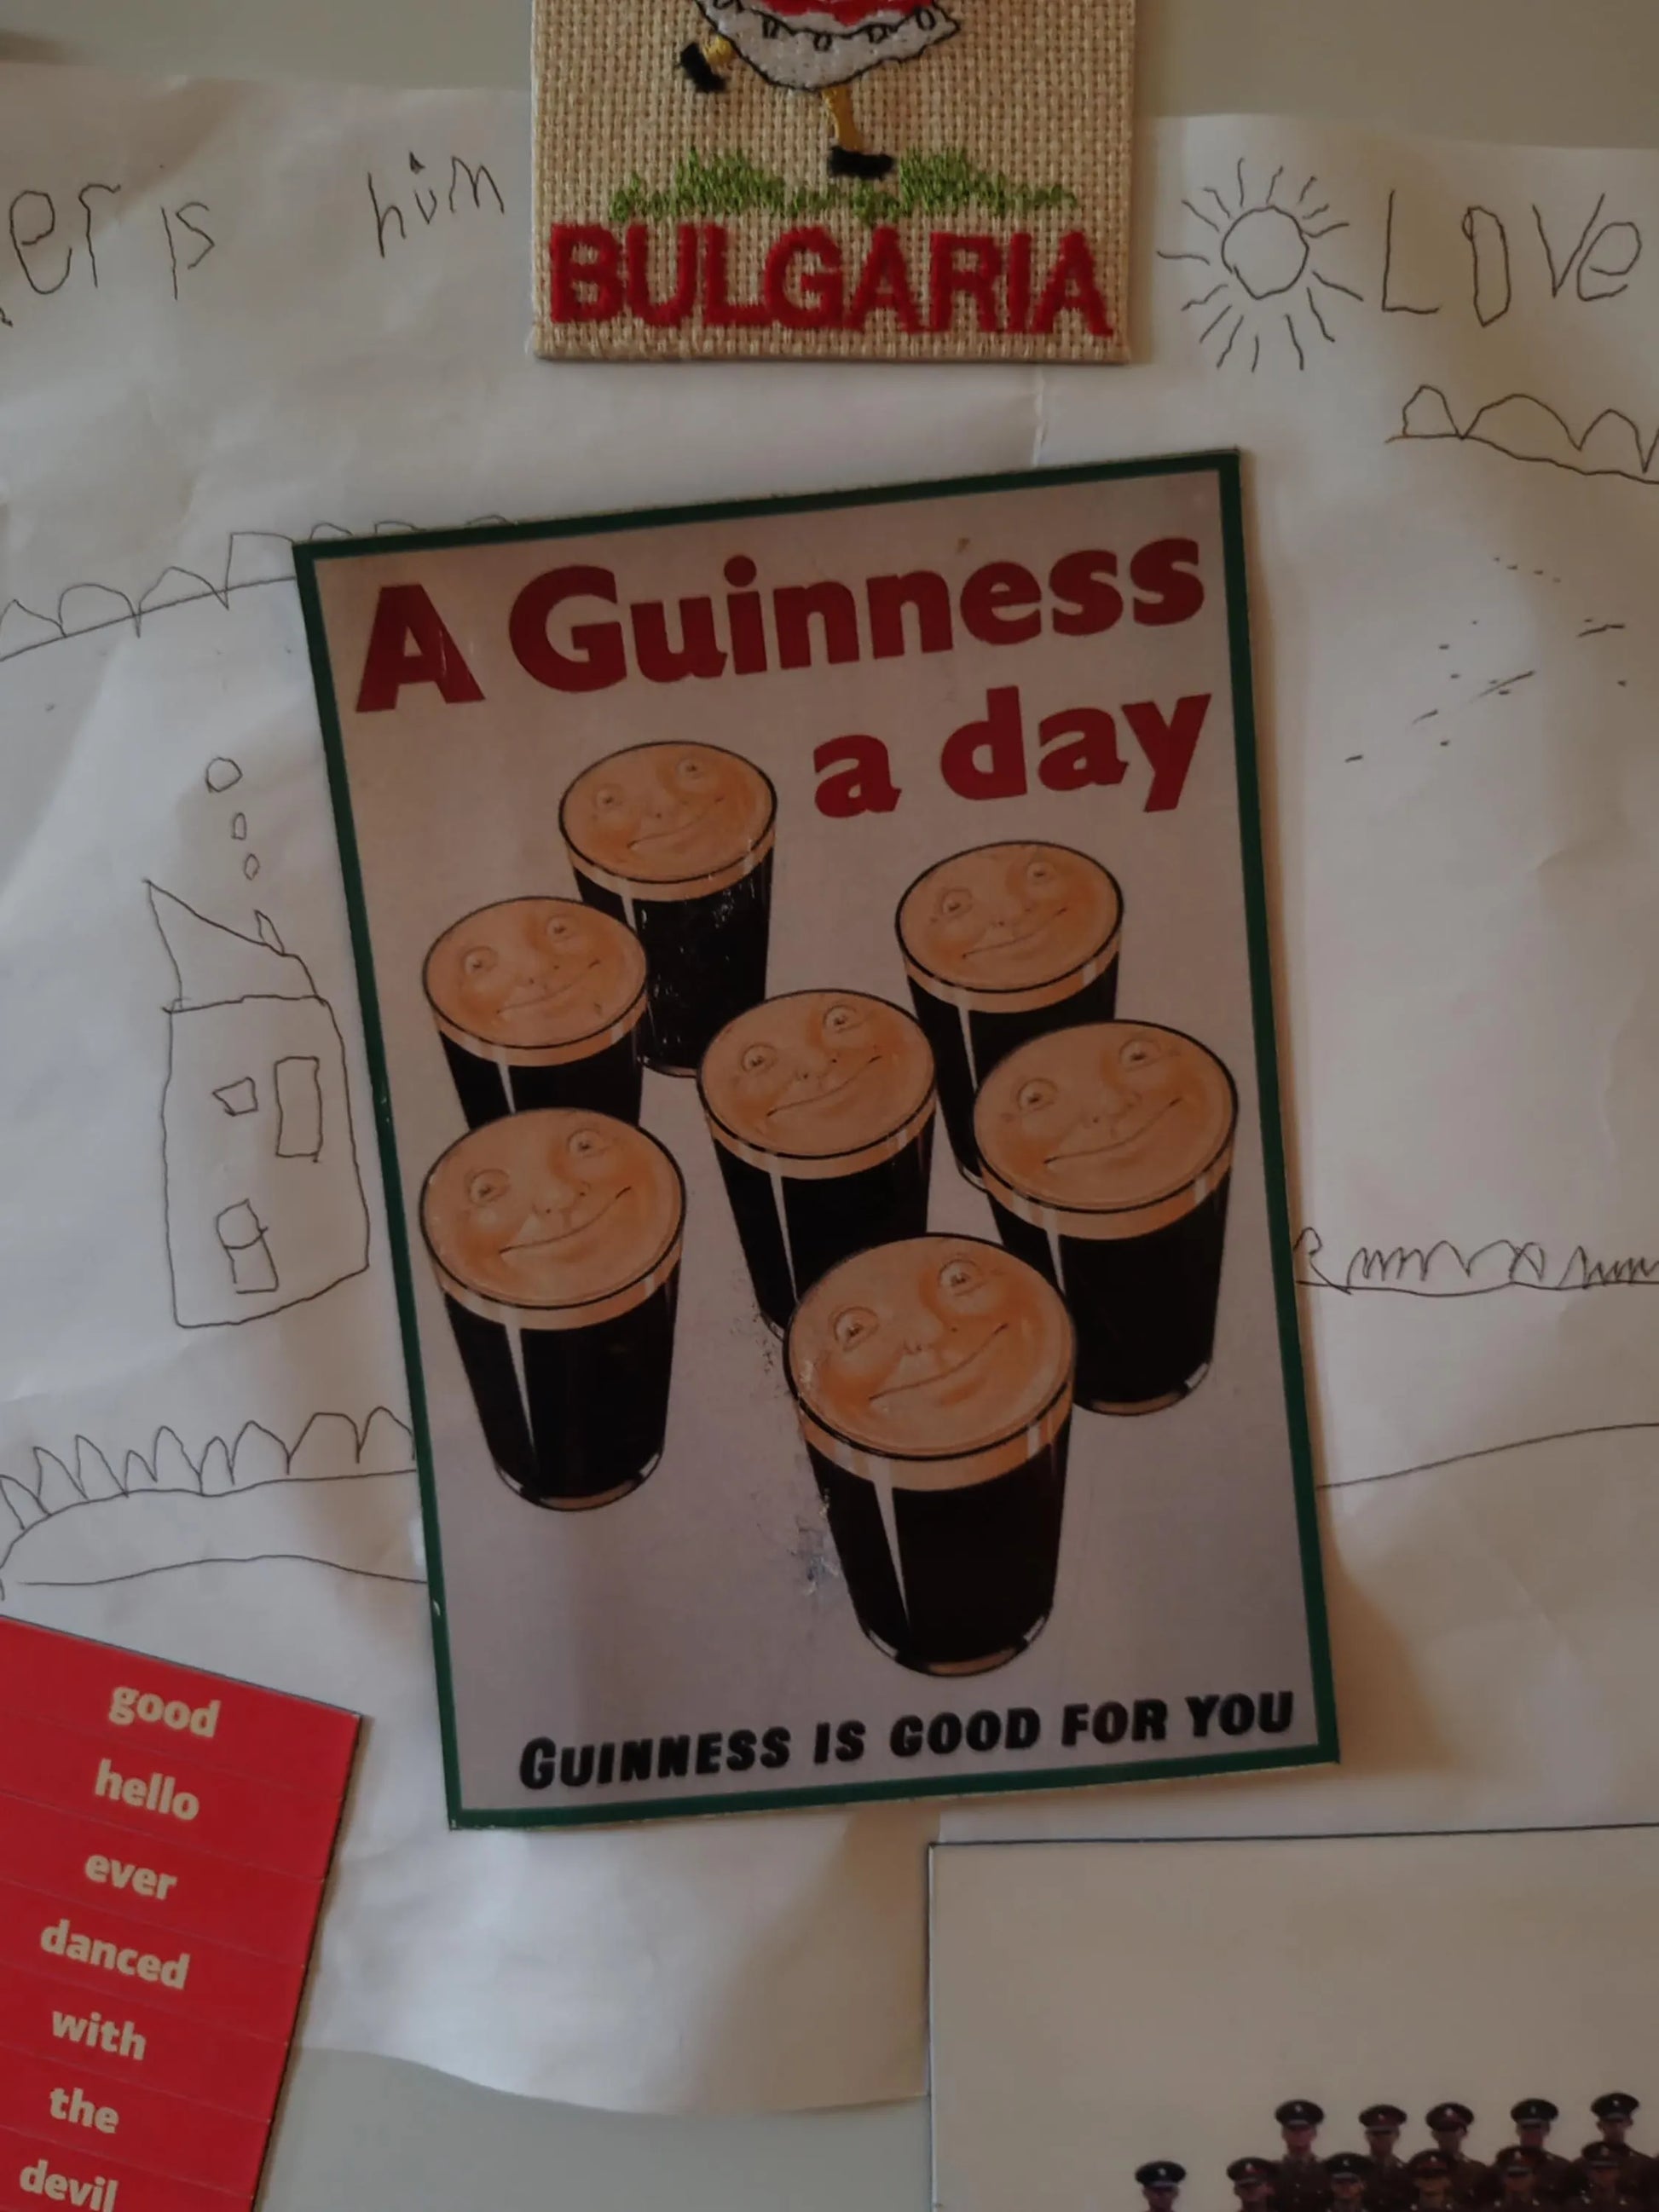 BULGARIA
er is him
LOVe
A Guinness
a day
GUINNESS IS GOOD FOR YOU
good
hello
ever
danced
with
the
devil